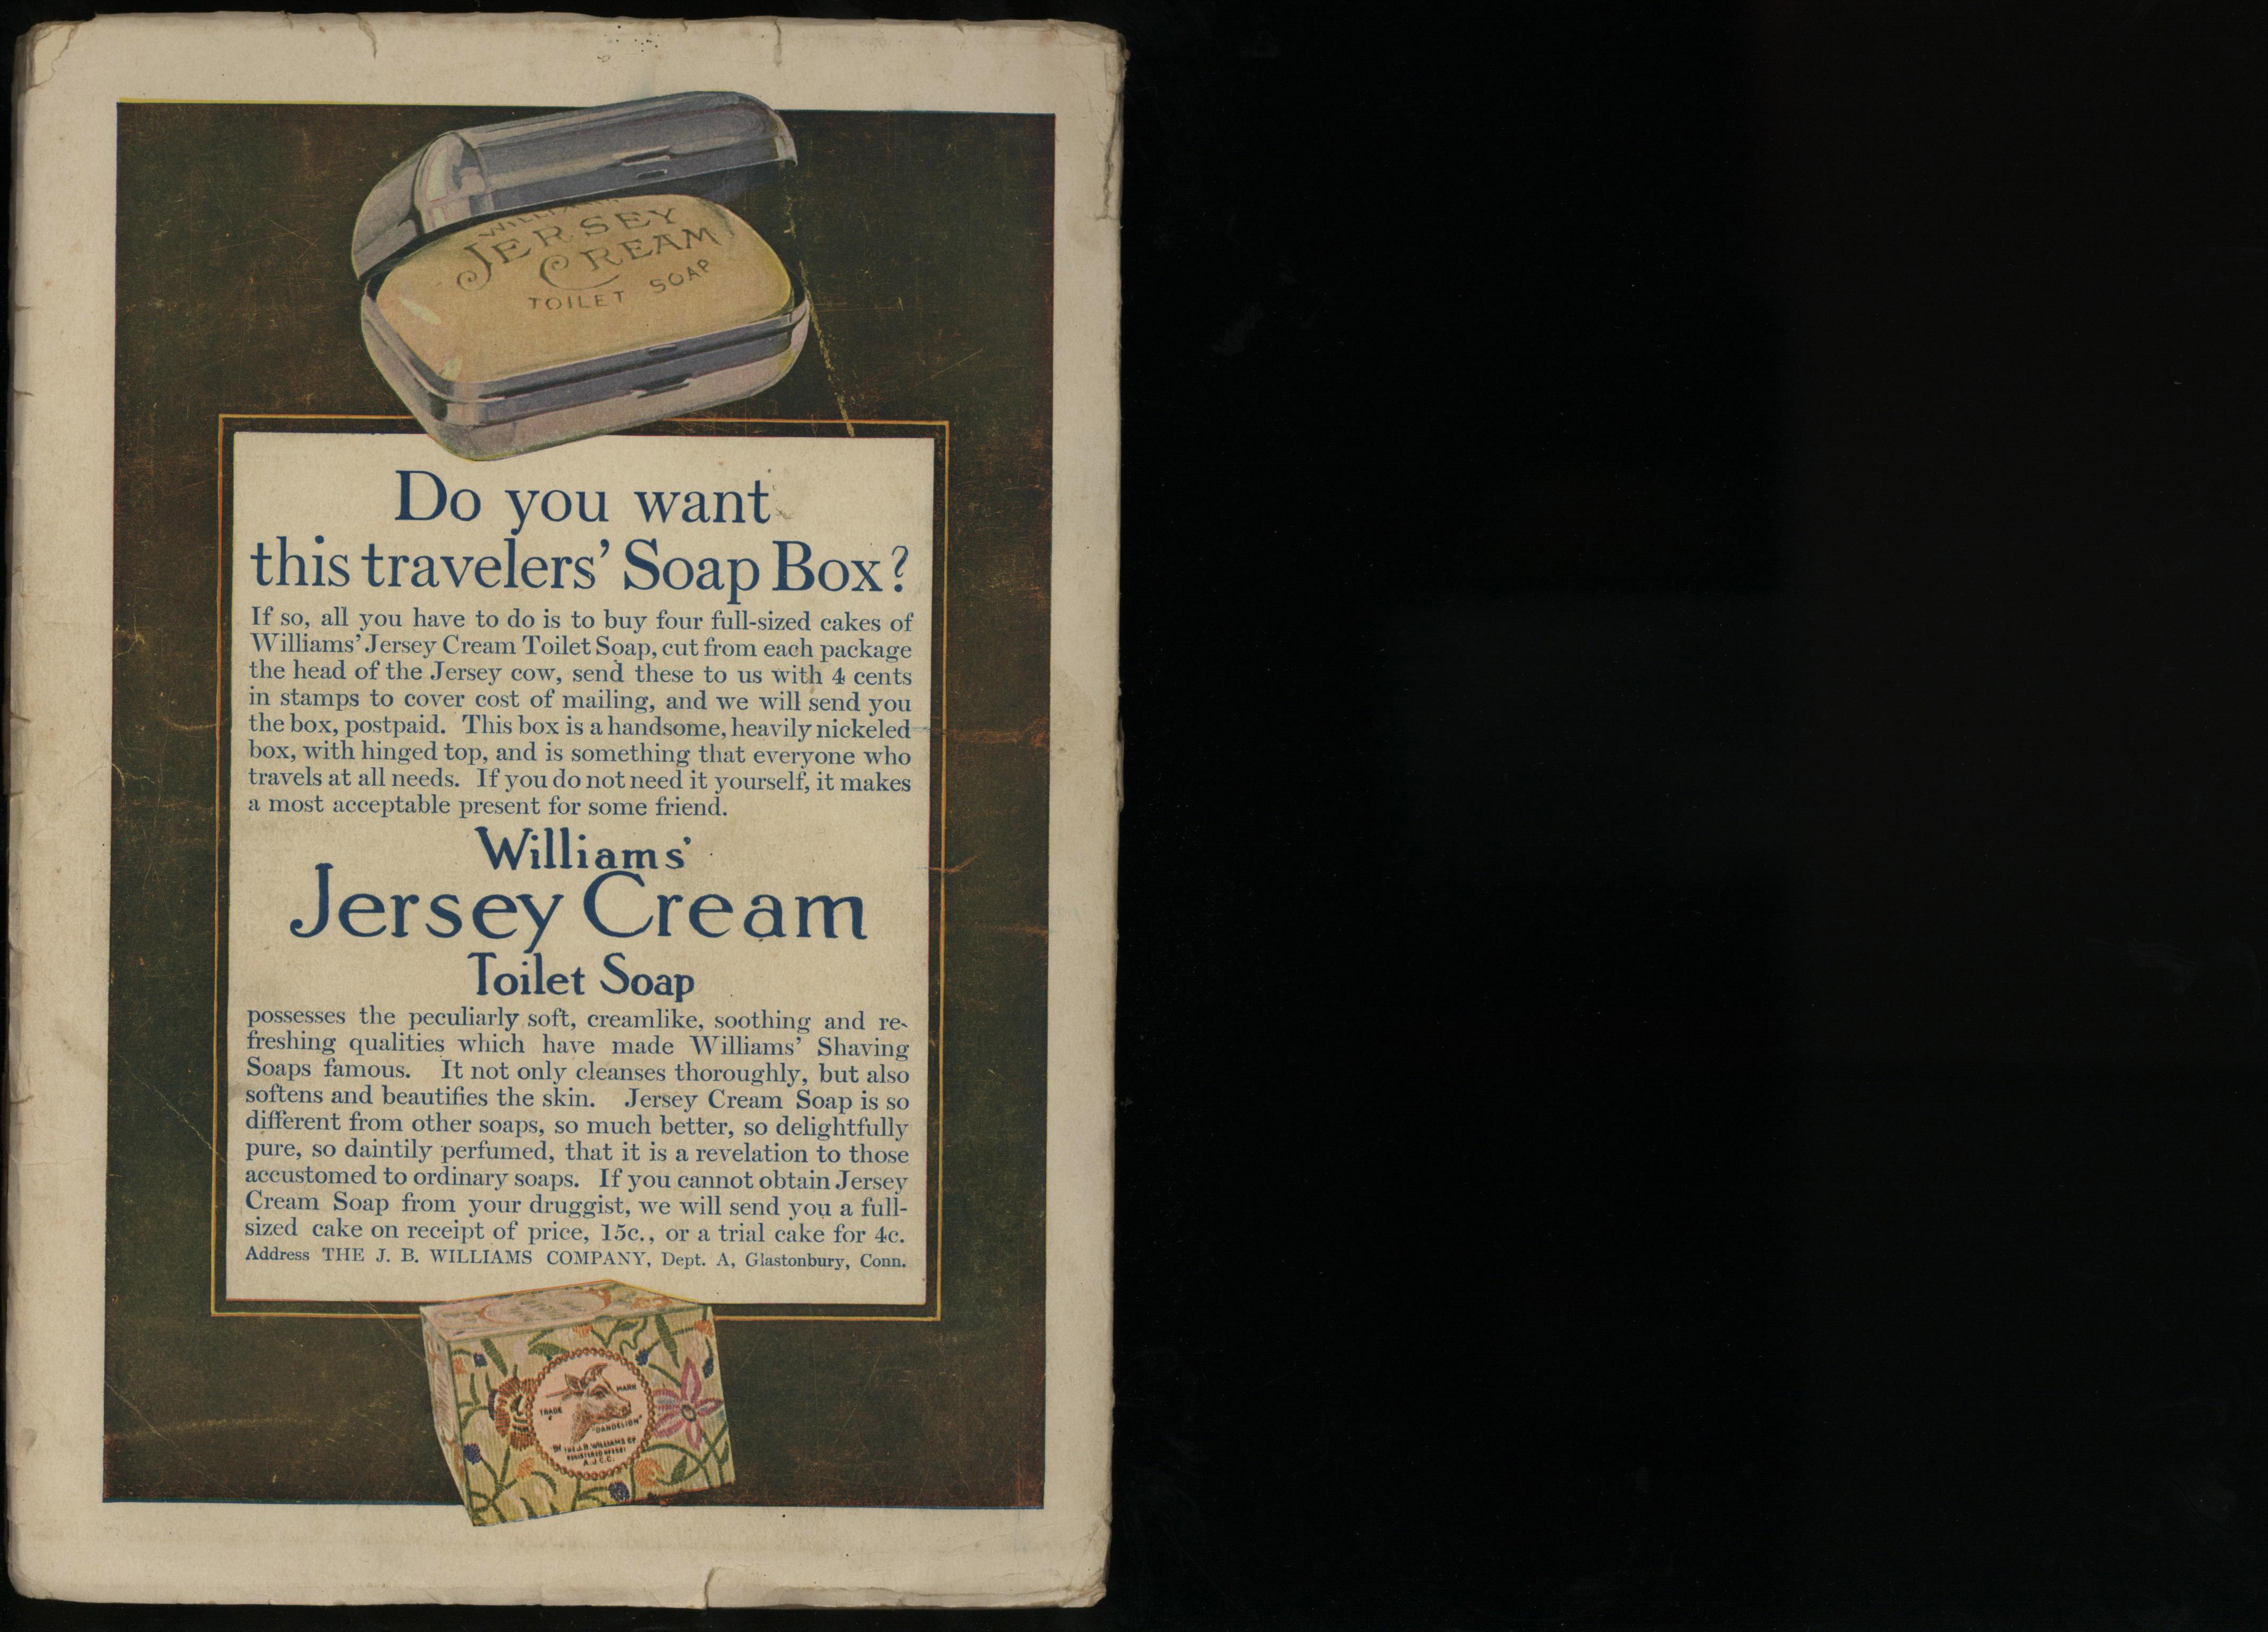 WILLIAMS'
JERSEY
CREAM
TOILET SOAP
Do you want
this travelers' Soap Box?
If so, all you have to do is to buy four full-sized cakes of
Williams' Jersey Cream Toilet Soap, cut from each package
the head of the Jersey cow, send these to us with 4 cents
in stamps to cover cost of mailing, and we will send you
the box, postpaid. This box is a handsome, heavily nickeled
box, with hinged top, and is something that everyone who
travels at all needs. If you do not need it yourself, it makes
a most acceptable present for some friend.
Williams'
Jersey Cream
Toilet Soap
possesses the peculiarly soft, creamlike, soothing and re-
freshing qualities which have made Williams' Shaving
Soaps famous. It not only cleanses thoroughly, but also
softens and beautifies the skin. Jersey Cream Soap is so
different from other soaps, so much better, so delightfully
pure, so daintily perfumed, that it is a revelation to those
accustomed to ordinary soaps. If you cannot obtain Jersey
Cream Soap from your druggist, we will send you a full-
sized cake on receipt of price, 15c., or a trial cake for 4c.
Address THE J. B. WILLIAMS COMPANY, Dept. A, Glastonbury, Conn.
TRADE MARK
"DANDELION"
THE J.B. WILLIAMS CO
A.J.C.C.